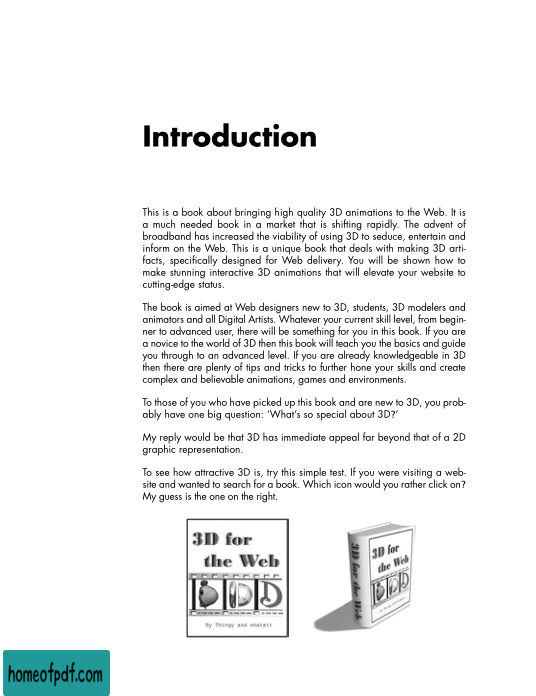 Introduction
This is a book about bringing high quality 3D animations to the Web. It is
a much needed book in a market that is shifting rapidly. The advent of
broadband has increased the viability of using 3D to seduce, entertain and
inform on the Web. This is a unique book that deals with making 3D arti-
facts, specifically designed for Web delivery. You will be shown how to
make stunning interactive 3D animations that will elevate your website to
cutting-edge status.
The book is aimed at Web designers new to 3D, students, 3D modelers and
animators and all Digital Artists. Whatever your current skill level, from begin-
ner to advanced user, there will be something for you in this book. If you are
a novice to the world of 3D then this book will teach you the basics and guide
you through to an advanced level. If you are already knowledgeable in 3D
then there are plenty of tips and tricks to further hone your skills and create
complex and believable animations, games and environments.
To those of you who have picked up this book and are new to 3D, you prob-
ably have one big question: ‘What’s so special about 3D?’
My reply would be that 3D has immediate appeal far beyond that of a 2D
graphic representation.
To see how attractive 3D is, try this simple test. If you were visiting a web-
site and wanted to search for a book. Which icon would you rather click on?
My guess is the one on the right.
3D for
the Web
By Thingy and whatsit
3D for the Web
3D for
the Web
homeofpdf.com